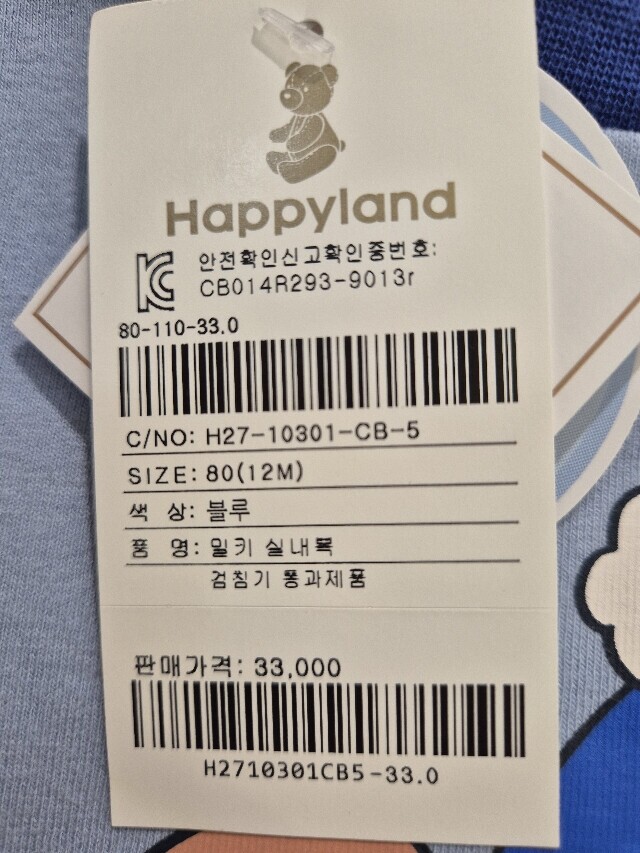 Happyland
안전확인신고확인증번호:
CB014R293-9013r
80-110-33.0
C/NO: H27-10301-CB-5
SIZE: 80(12M)
색 상: 블루
품 명: 밀키 실내복
검침기 통과제품
판매가격: 33,000
H2710301CB5-33.0